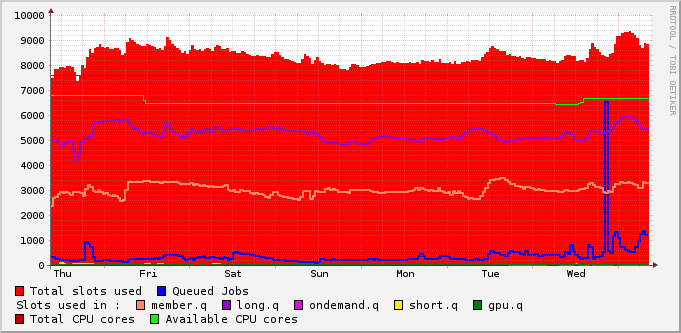 RRDTOOL / TOBI OETIKER
10000
9000
8000
7000
6000
5000
4000
3000
2000
1000
0
Thu Fri Sat Sun Mon Tue Wed
Total slots used Queued Jobs
Slots used in : member.q long.q ondemand.q short.q gpu.q
Total CPU cores Available CPU cores